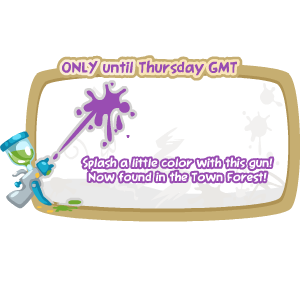 ONLY until Thursday GMT
Splash a little color with this gun!
Now found in the Town Forest!